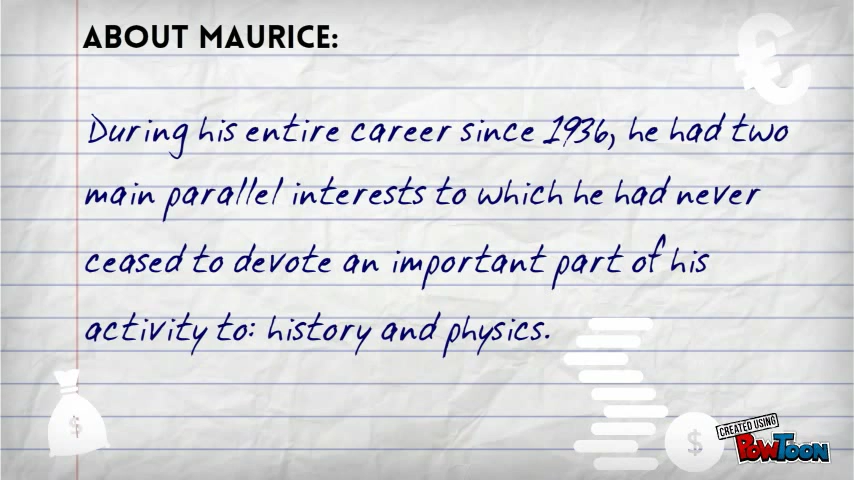 ABOUT MAURICE:
During his entire career since 1936, he had two
main parallel interests to which he had never
ceased to devote an important part of his
activity to: history and physics.
$
$
CREATED USING
POWTOON